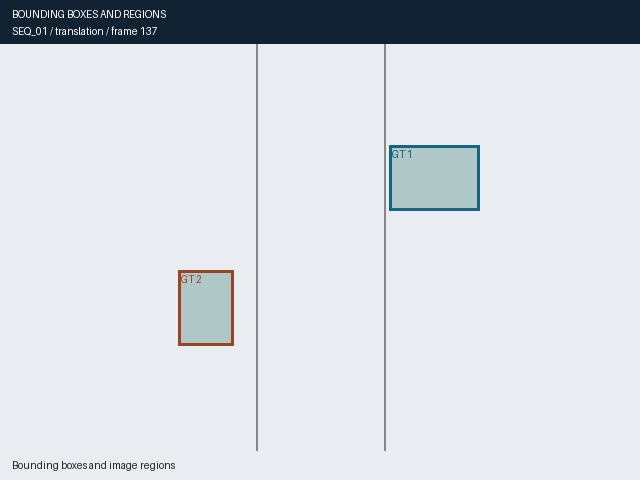 BOUNDING BOXES AND REGIONS
SEQ_01 / translation / frame 137
GT1
GT2
Bounding boxes and image regions